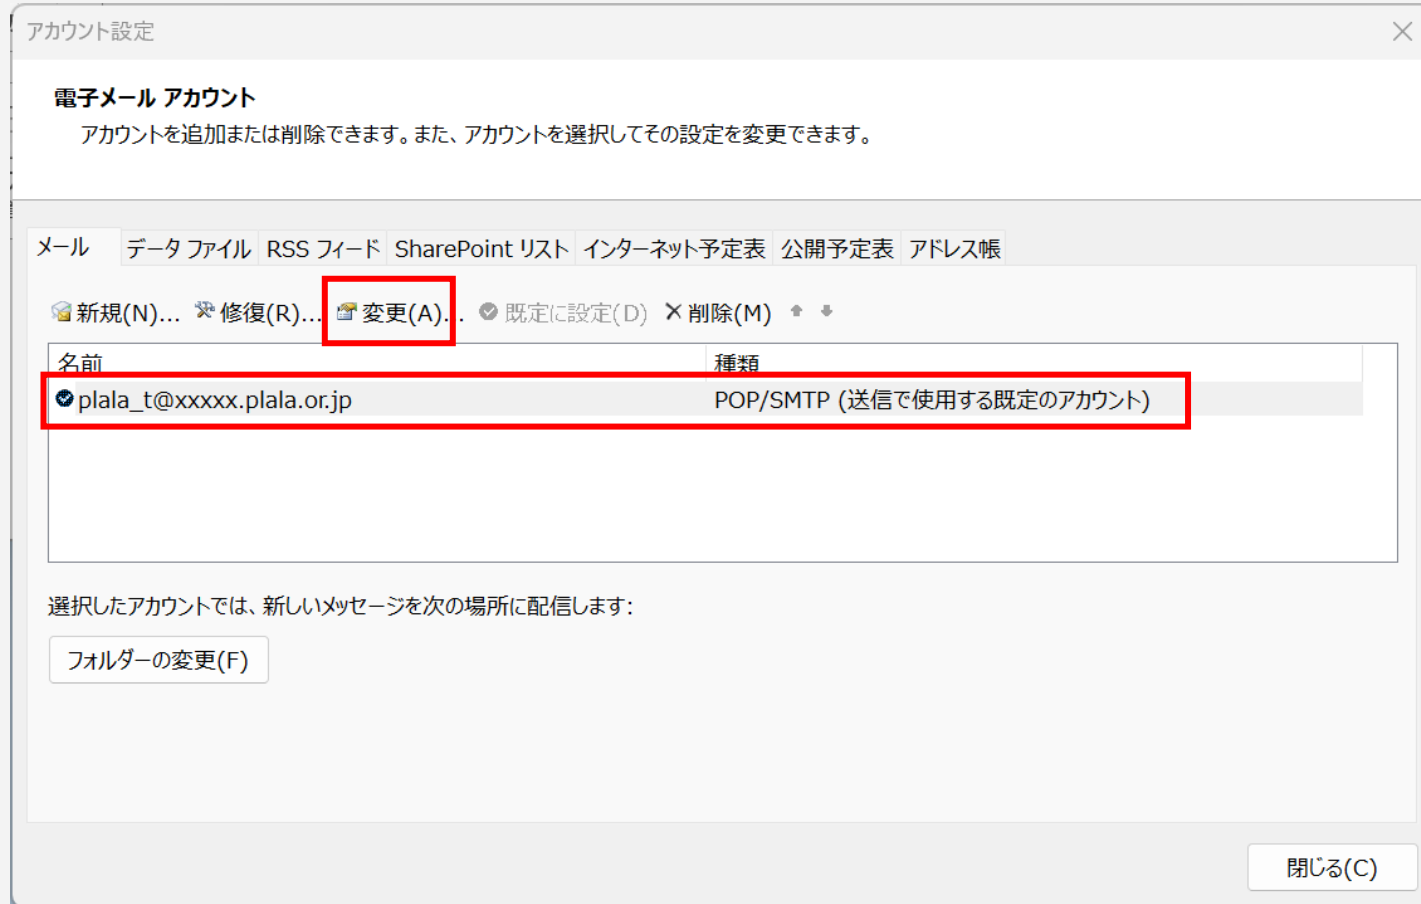 アカウント設定
電子メール アカウント
アカウントを追加または削除できます。また、アカウントを選択してその設定を変更できます。
メール データ ファイル RSS フィード SharePoint リスト インターネット予定表 公開予定表 アドレス帳
新規(N)... 修復(R)... 変更(A)... 既定に設定(D) 削除(M)
名前 種類
plala_t@xxxxx.plala.or.jp POP/SMTP (送信で使用する既定のアカウント)
選択したアカウントでは、新しいメッセージを次の場所に配信します:
フォルダーの変更(F)
閉じる(C)